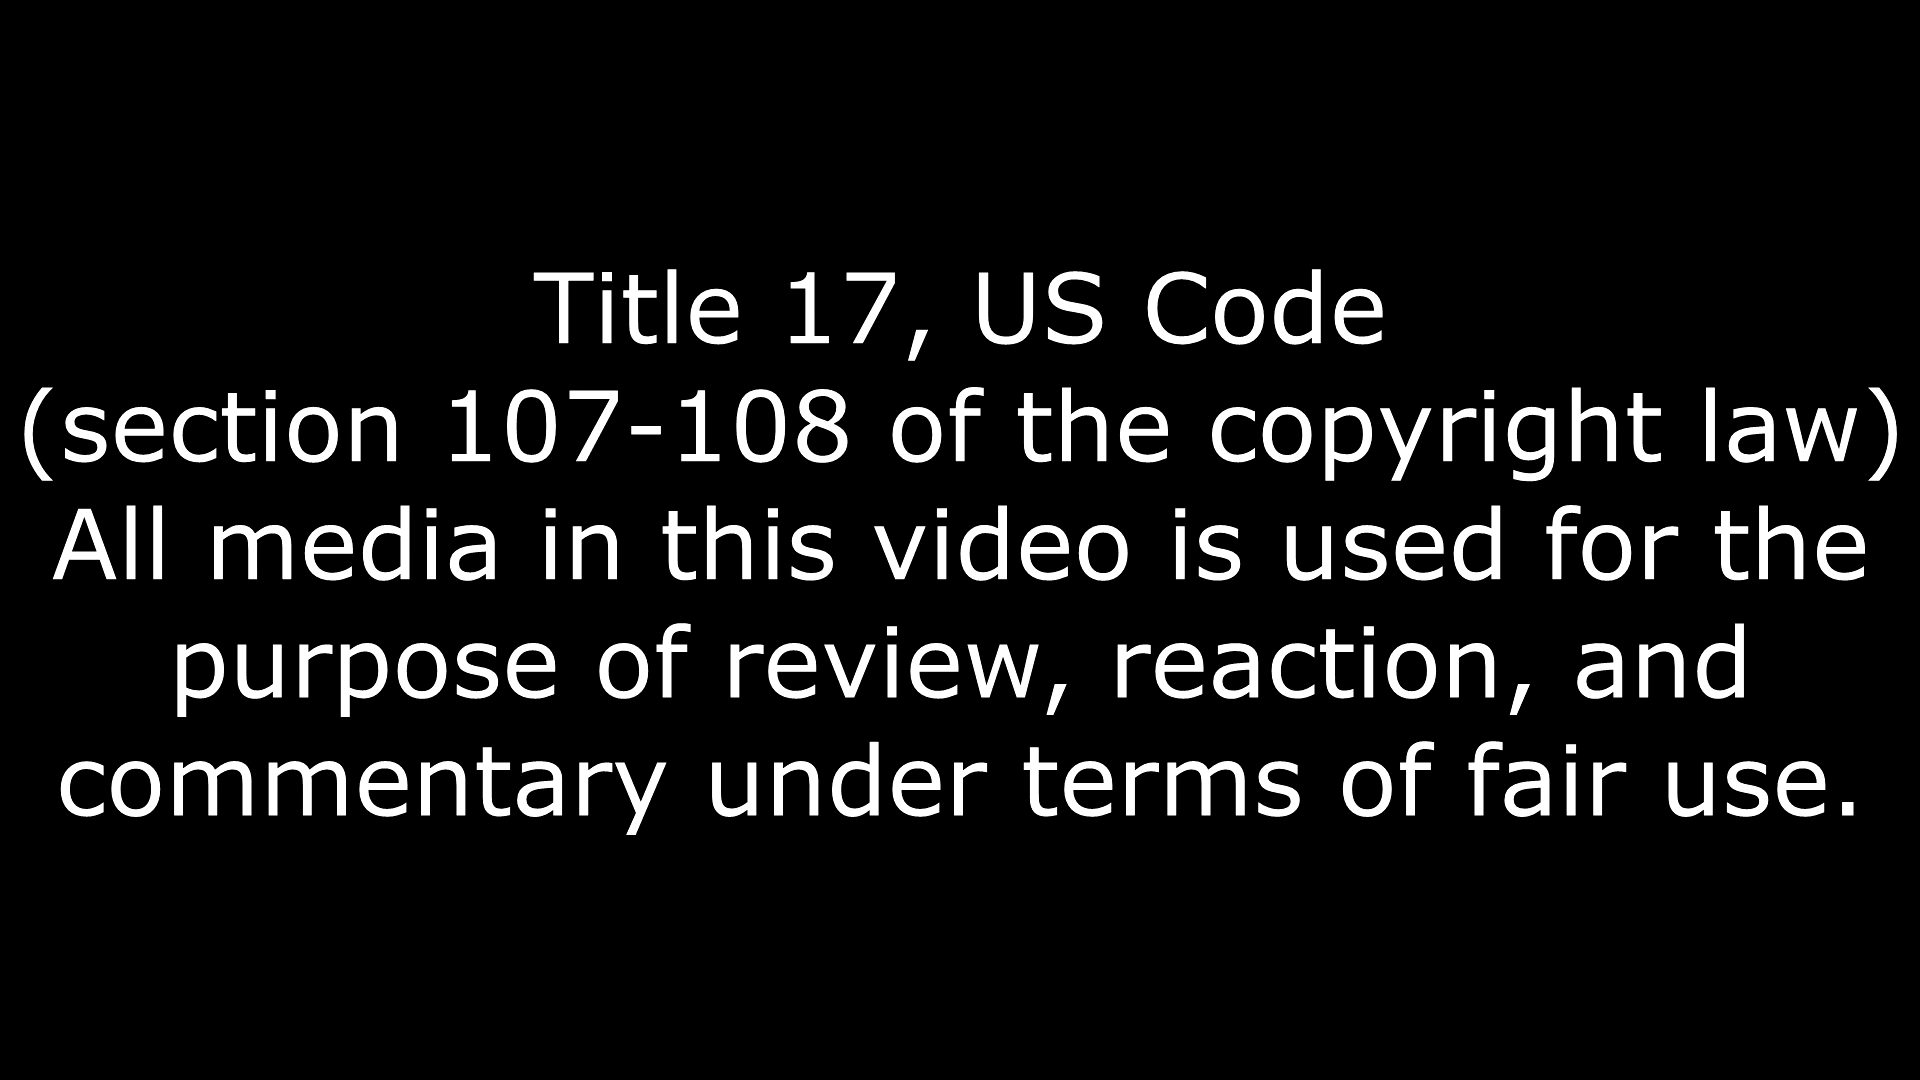 Title 17, US Code
(section 107-108 of the copyright law)
All media in this video is used for the
purpose of review, reaction, and
commentary under terms of fair use.